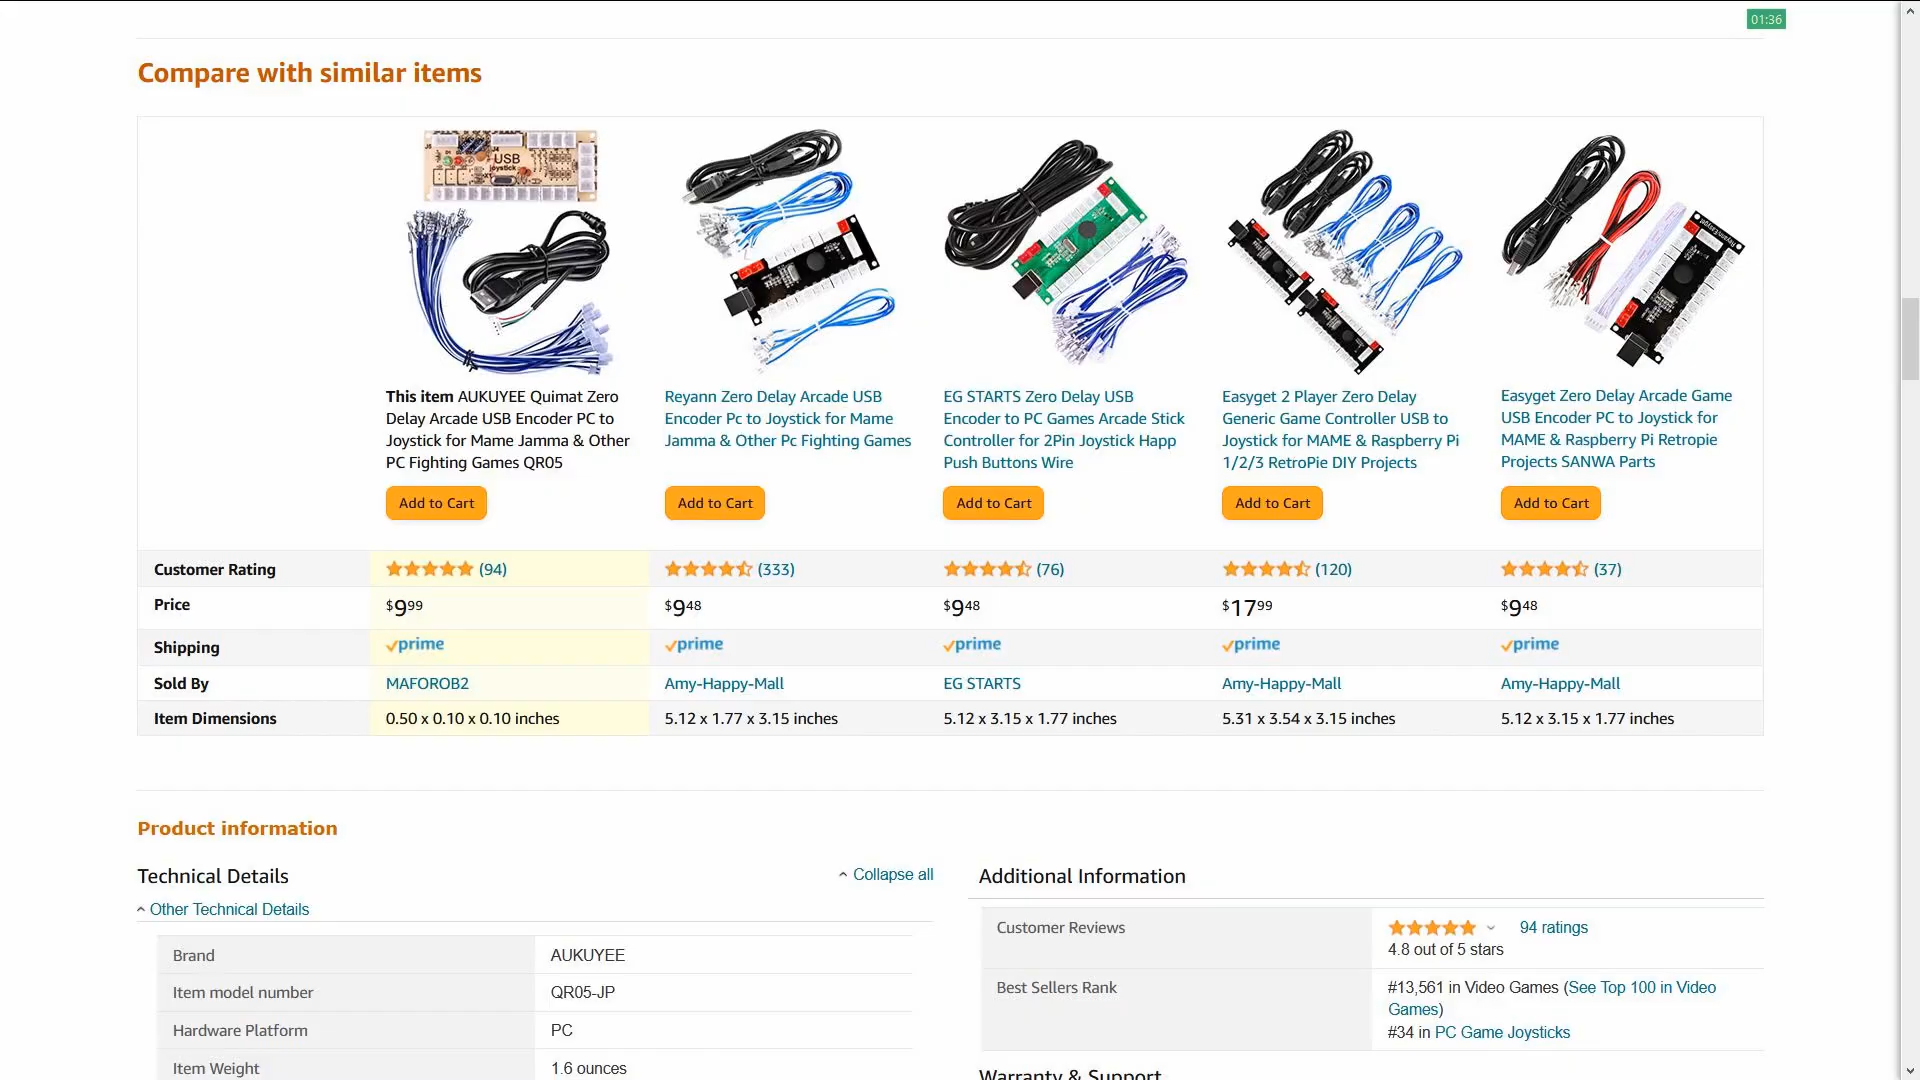 01:36
Compare with similar items
USB
Joystick
This item AUKUYEE Quimat Zero
Delay Arcade USB Encoder PC to
Joystick for Mame Jamma & Other
PC Fighting Games QR05
Add to Cart
Reyann Zero Delay Arcade USB
Encoder Pc to Joystick for Mame
Jamma & Other Pc Fighting Games
Add to Cart
EG STARTS Zero Delay USB
Encoder to PC Games Arcade Stick
Controller for 2Pin Joystick Happ
Push Buttons Wire
Add to Cart
Easyget 2 Player Zero Delay
Generic Game Controller USB to
Joystick for MAME & Raspberry Pi
1/2/3 RetroPie DIY Projects
Add to Cart
Easyget Zero Delay Arcade Game
USB Encoder PC to Joystick for
MAME & Raspberry Pi Retropie
Projects SANWA Parts
Add to Cart
Customer Rating (94) (333) (76) (120) (37)
Price $9.99 $9.48 $9.48 $17.99 $9.48
Shipping prime prime prime prime prime
Sold By MAFOROB2 Amy-Happy-Mall EG STARTS Amy-Happy-Mall Amy-Happy-Mall
Item Dimensions 0.50 x 0.10 x 0.10 inches 5.12 x 1.77 x 3.15 inches 5.12 x 3.15 x 1.77 inches 5.31 x 3.54 x 3.15 inches 5.12 x 3.15 x 1.77 inches
Product information
Technical Details
Collapse all
Other Technical Details
Brand AUKUYEE
Item model number QR05-JP
Hardware Platform PC
Item Weight 1.6 ounces
Additional Information
Customer Reviews 94 ratings
4.8 out of 5 stars
Best Sellers Rank #13,561 in Video Games (See Top 100 in Video
Games)
#34 in PC Game Joysticks
Warranty & Support